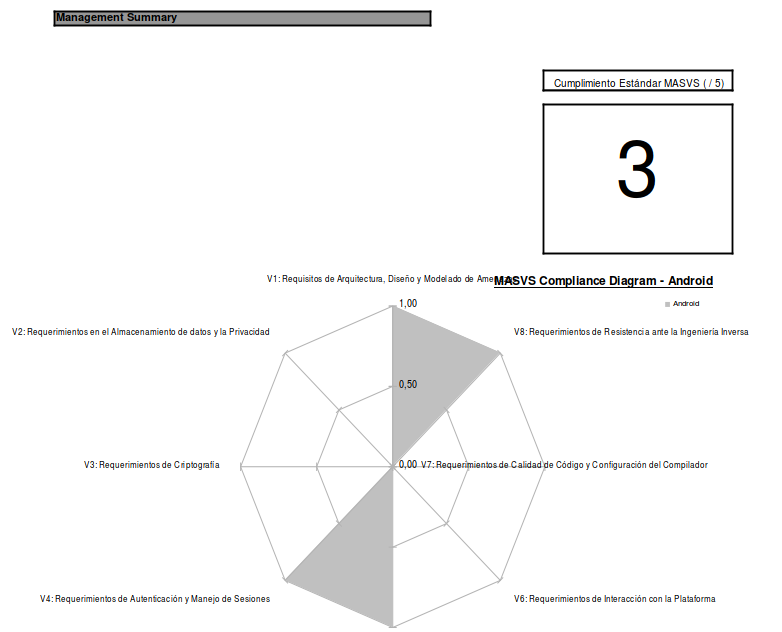 Management Summary
Cumplimiento Estándar MASVS ( / 5)
3
V1: Requisitos de Arquitectura, Diseño y Modelado de
MASVS Compliance Diagram - Android
1,00
Android
V2: Requerimientos en el Almacenamiento de datos y la Privacidad
V8: Requerimientos de Resistencia ante la Ingeniería Inversa
0,50
V3: Requerimientos de Criptografía
0,00
V7: Requerimientos de Calidad de Código y Configuración del Compilador
V4: Requerimientos de Autenticación y Manejo de Sesiones
V6: Requerimientos de Interacción con la Plataforma